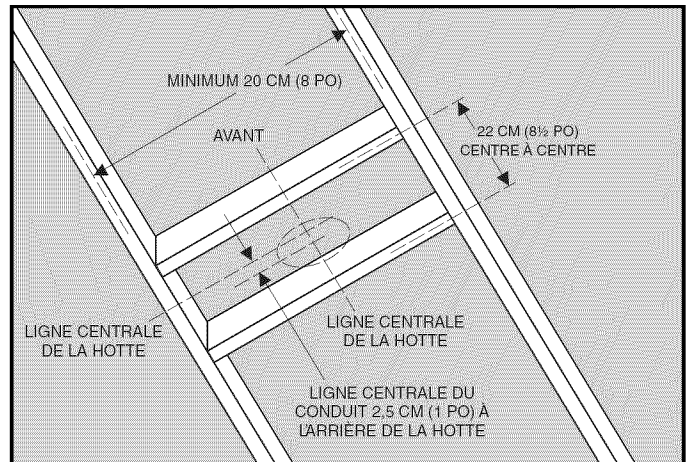 MINIMUM 20 CM (8 PO)
AVANT
22 CM (8½ PO)
CENTRE À CENTRE
LIGNE CENTRALE
DE LA HOTTE
LIGNE CENTRALE
DE LA HOTTE
LIGNE CENTRALE DU
CONDUIT 2,5 CM (1 PO) À
L'ARRIÈRE DE LA HOTTE